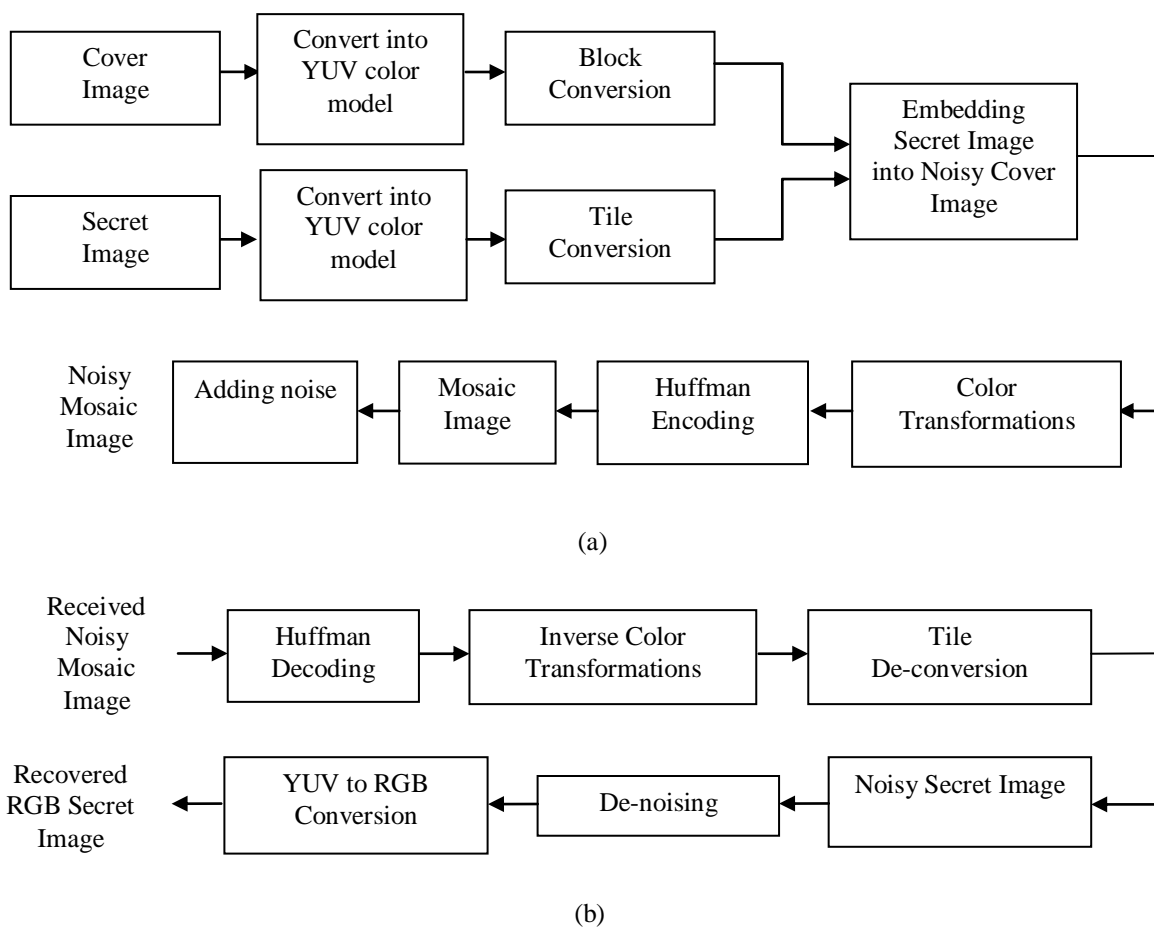 Cover
Image
Convert into
YUV color
model
Block
Conversion
Embedding
Secret Image
into Noisy Cover
Image
Secret
Image
Convert into
YUV color
model
Tile
Conversion
Noisy
Mosaic
Image
Adding noise
Mosaic
Image
Huffman
Encoding
Color
Transformations
(a)
Received
Noisy
Mosaic
Image
Huffman
Decoding
Inverse Color
Transformations
Tile
De-conversion
Recovered
RGB Secret
Image
YUV to RGB
Conversion
De-noising
Noisy Secret Image
(b)